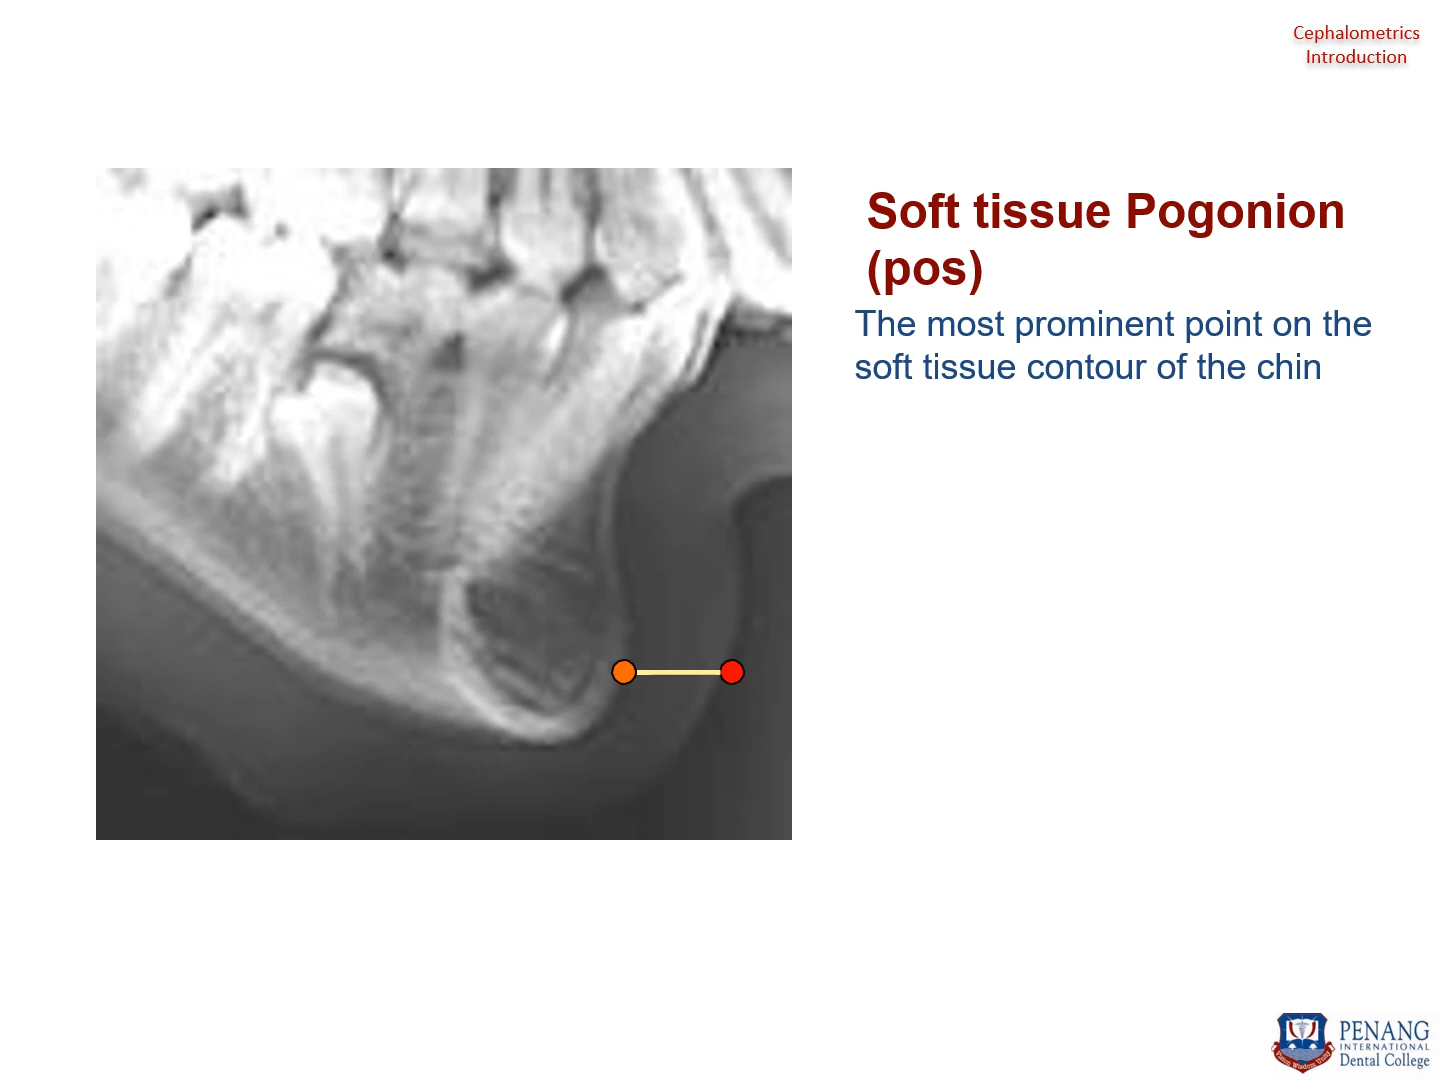 Cephalometrics
Introduction
Soft tissue Pogonion
(pos)
The most prominent point on the
soft tissue contour of the chin
PENANG
INTERNATIONAL
Dental College